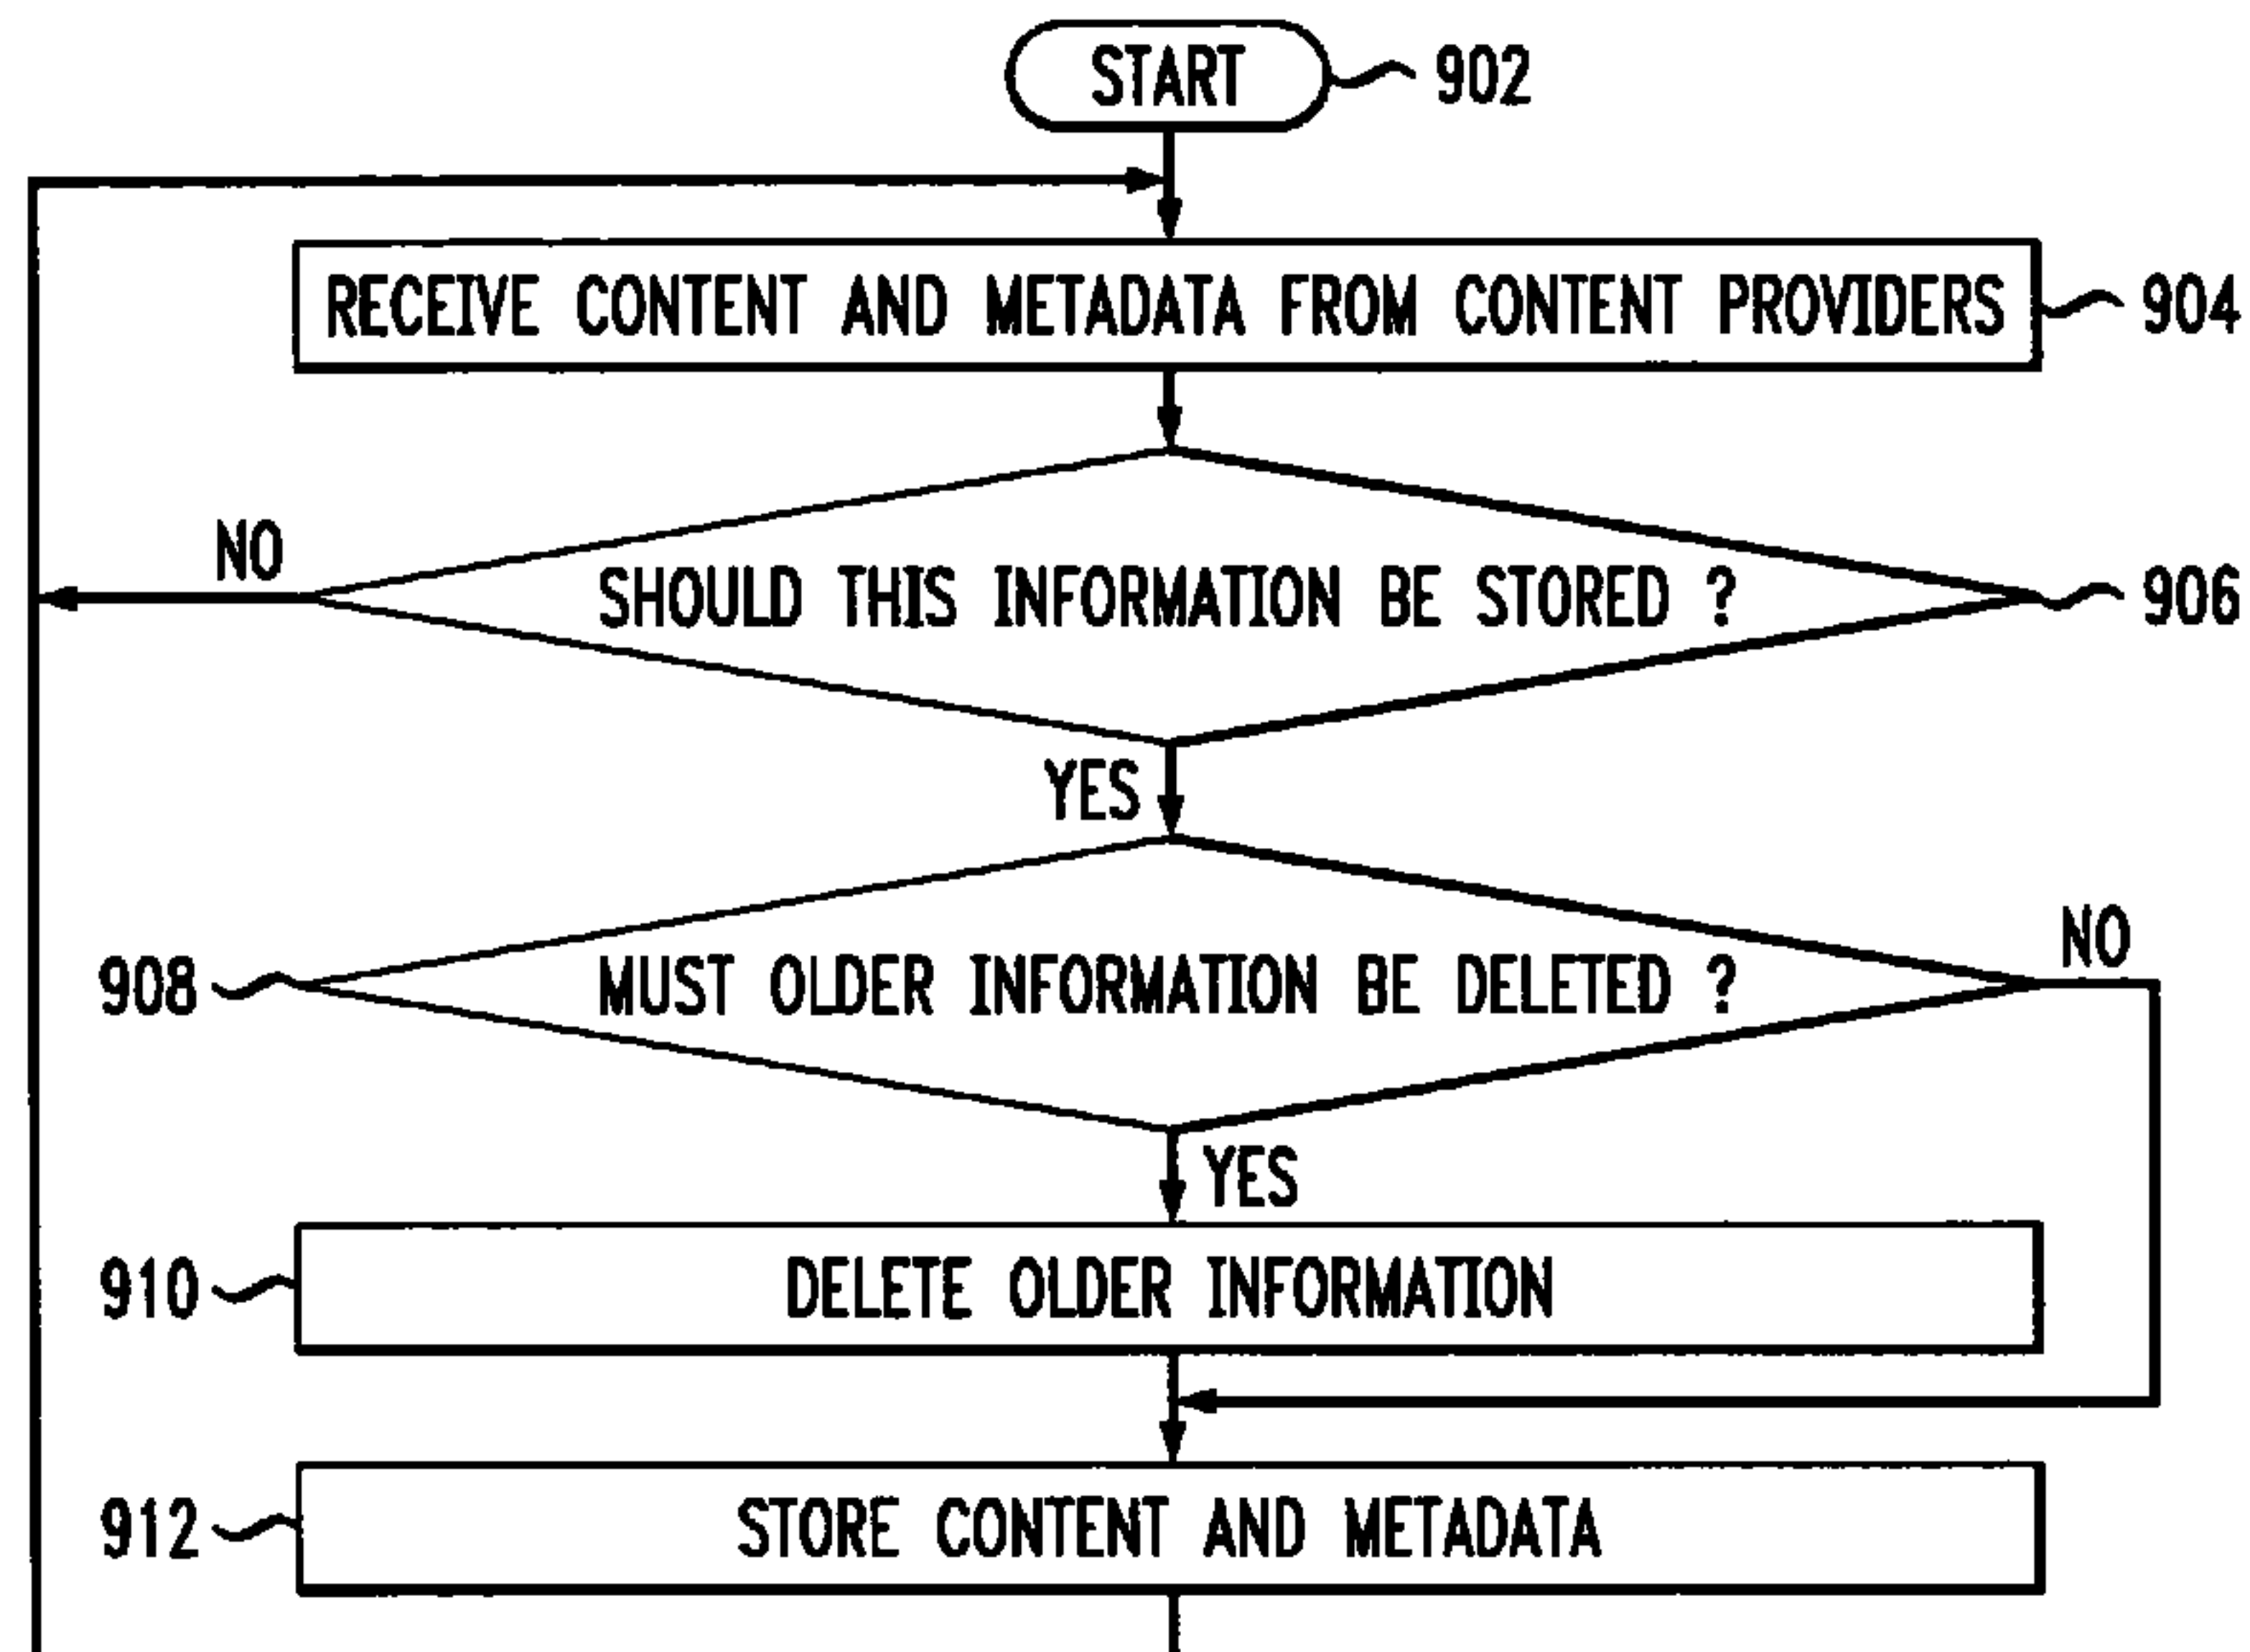 START
902
RECEIVE CONTENT AND METADATA FROM CONTENT PROVIDERS
904
NO
SHOULD THIS INFORMATION BE STORED ?
906
YES
908
MUST OLDER INFORMATION BE DELETED ?
NO
YES
910
DELETE OLDER INFORMATION
912
STORE CONTENT AND METADATA